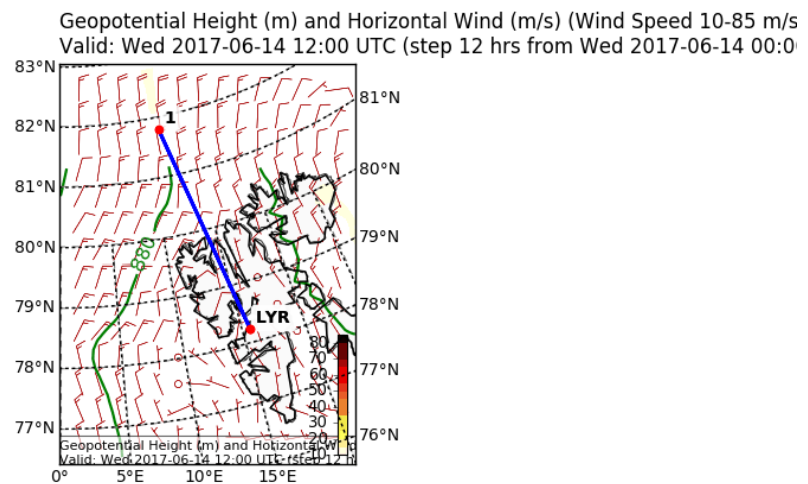 Geopotential Height (m) and Horizontal Wind (m/s) (Wind Speed 10-85 m/s
Valid: Wed 2017-06-14 12:00 UTC (step 12 hrs from Wed 2017-06-14 00:0
83°N
81°N
82°N
1
80°N
81°N
79°N
80°N
880
79°N
78°N
LYR
78°N
80
70
77°N
60
50
40
77°N
30
76°N
20
10
Geopotential Height (m) and Horizontal W
Valid: Wed 2017-06-14 12:00 UTC (step 12 h
0°
5°E
10°E
15°E